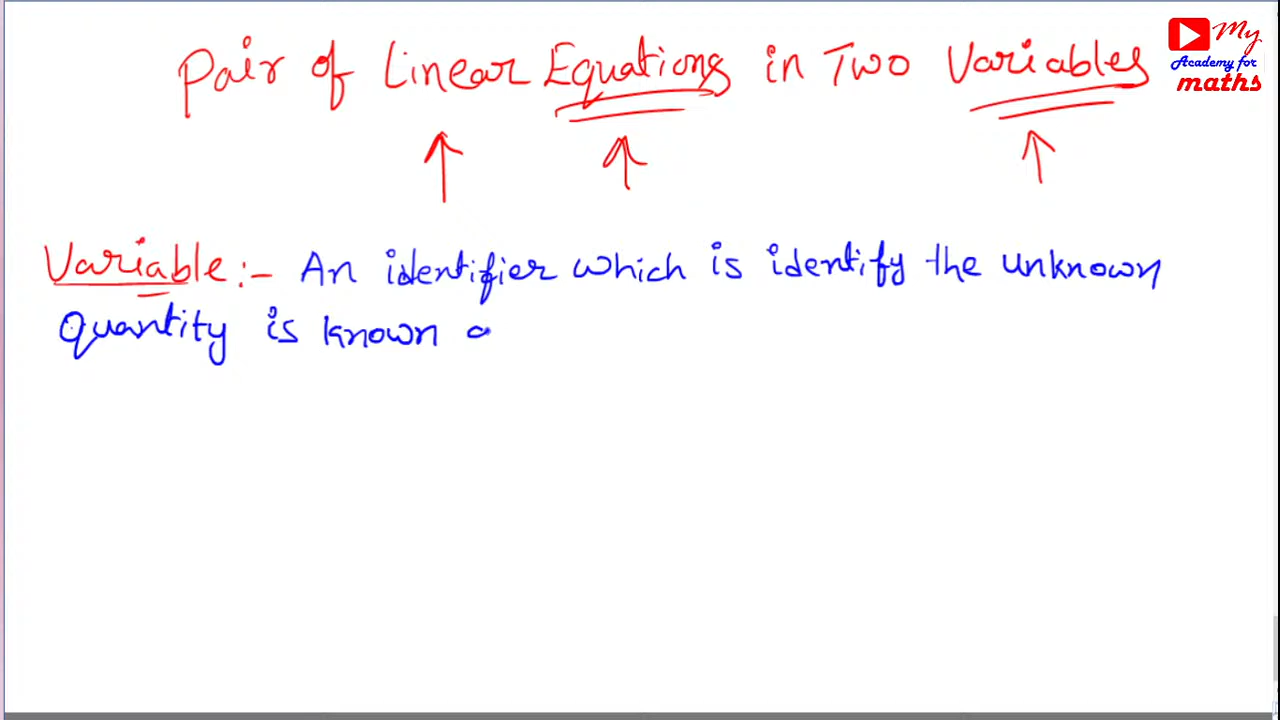 Pair of Linear Equations in Two Variables
My
Academy for
maths
Variable:- An identifier which is identify the unknown
Quantity is known a